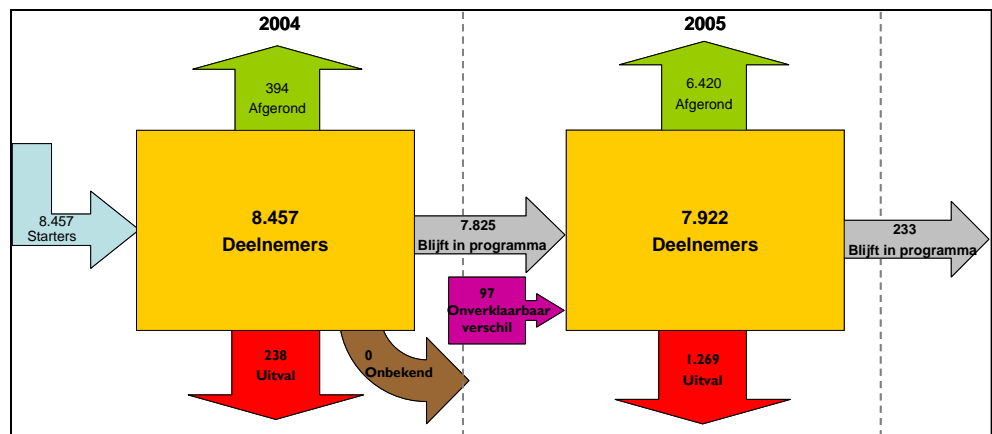 2004
2005
394
Afgerond
6.420
Afgerond
8.457
Starters
8.457
Deelnemers
7.825
Blijft in programma
7.922
Deelnemers
233
Blijft in programma
97
Onverklaarbaar
verschil
238
Uitval
0
Onbekend
1.269
Uitval